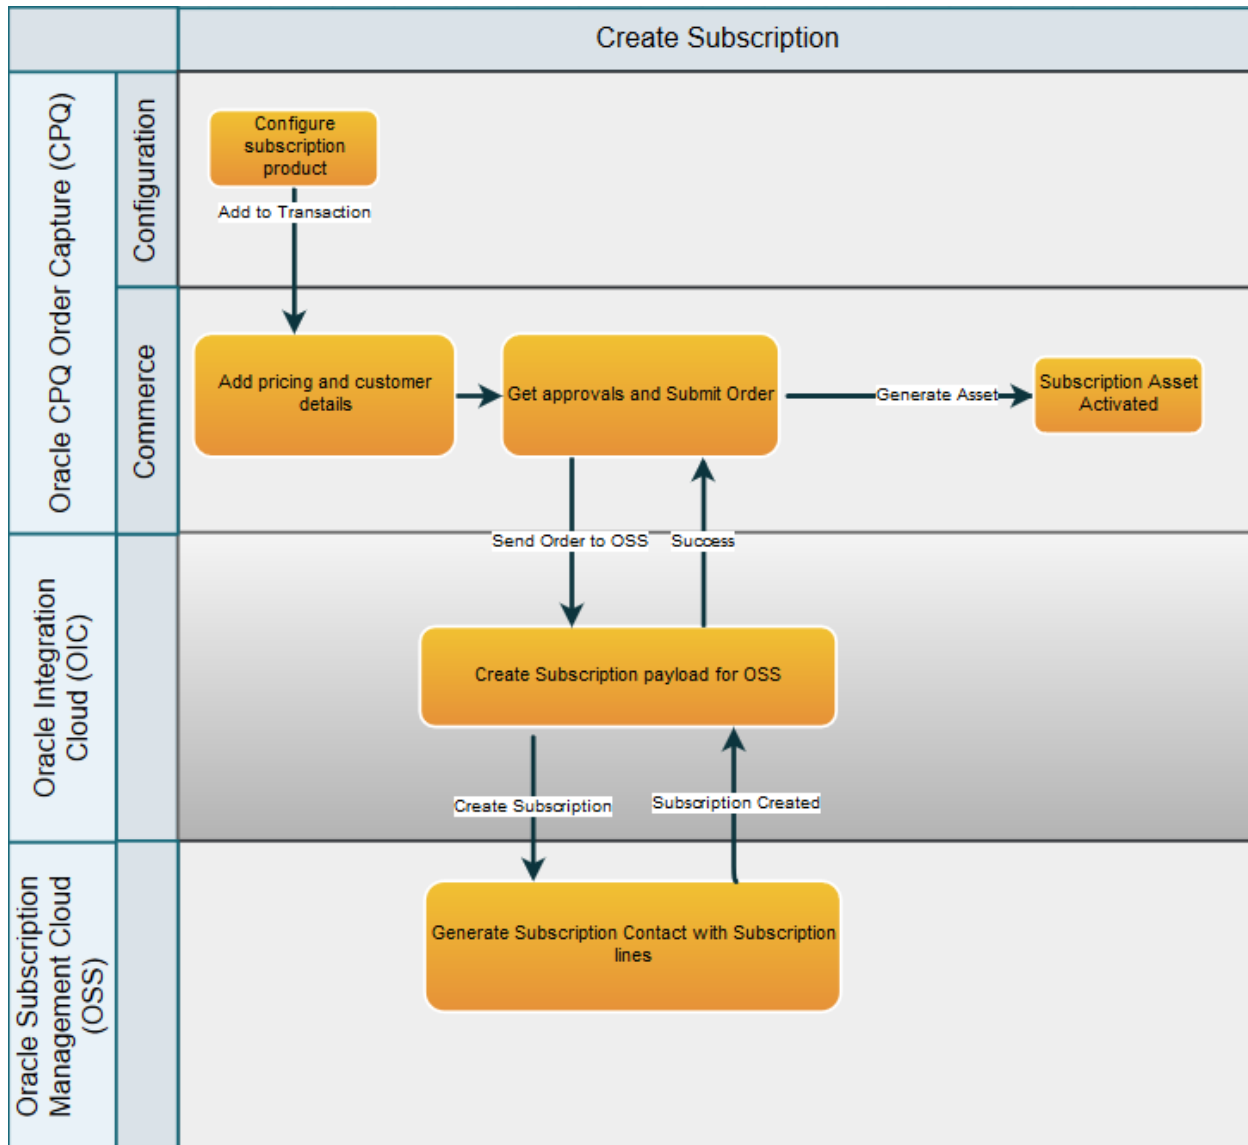 Create Subscription
Oracle CPQ Order Capture (CPQ)
Configuration
Configure
subscription
product
Add to Transaction
Commerce
Add pricing and customer
details
Get approvals and Submit Order
Generate Asset
Subscription Asset
Activated
Send Order to OSS
Success
Oracle Integration
Cloud (OIC)
Create Subscription payload for OSS
Create Subscription
Subscription Created
Oracle Subscription
Management Cloud
(OSS)
Generate Subscription Contact with Subscription
lines